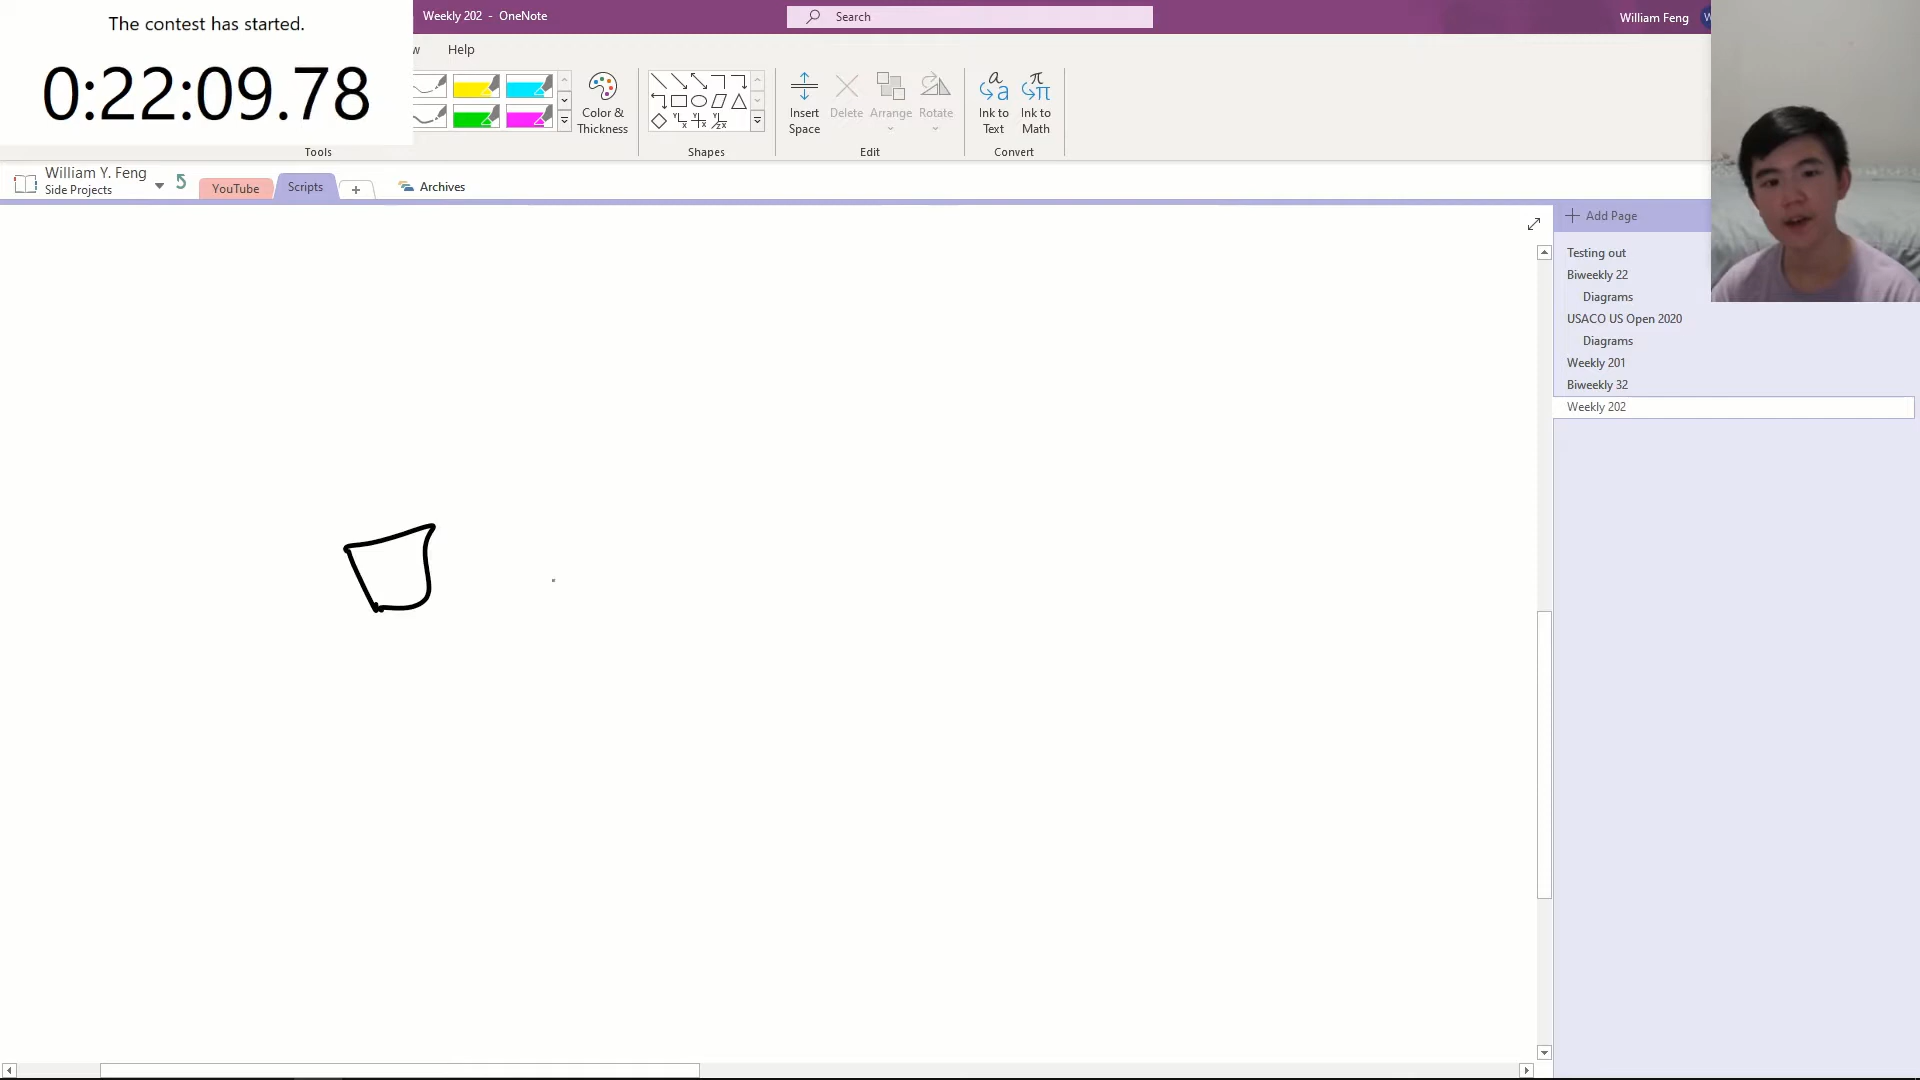 The contest has started.
0:22:09.78
Weekly 202 - OneNote
Search
William Feng
Help
Color &
Thickness
Insert
Space
Delete
Arrange
Rotate
Ink to
Text
Ink to
Math
Tools
Shapes
Edit
Convert
William Y. Feng
Side Projects
YouTube
Scripts
Archives
Add Page
Testing out
Biweekly 22
Diagrams
USACO US Open 2020
Diagrams
Weekly 201
Biweekly 32
Weekly 202